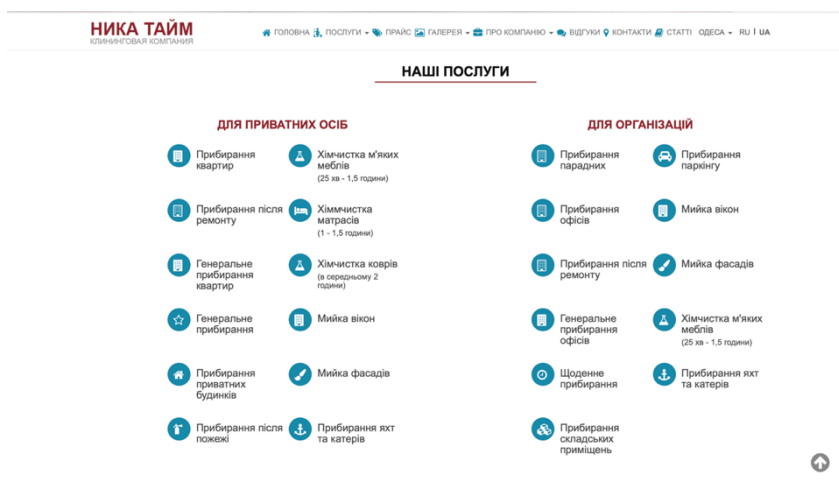 НИКА ТАЙМ
КЛИНИНГОВАЯ КОМПАНИЯ
ГОЛОВНА ПОСЛУГИ ПРАЙС ГАЛЕРЕЯ ПРО КОМПАНІЮ ВІДГУКИ КОНТАКТИ СТАТТІ ОДЕСА RU | UA
НАШІ ПОСЛУГИ
ДЛЯ ПРИВАТНИХ ОСІБ
Прибирання
квартир
Хімчистка м'яких
меблів
(25 хв - 1,5 години)
Прибирання після
ремонту
Хіммчистка
матрасів
(1 - 1,5 години)
Генеральне
прибирання
квартир
Хімчистка коврів
(в середньому 2
години)
Генеральне
прибирання
Мийка вікон
Прибирання
приватних
будинків
Мийка фасадів
Прибирання після
пожежі
Прибирання яхт
та катерів
ДЛЯ ОРГАНІЗАЦІЙ
Прибирання
парадних
Прибирання
паркінгу
Прибирання
офісів
Мийка вікон
Прибирання після
ремонту
Мийка фасадів
Генеральне
прибирання
офісів
Хімчистка м'яких
меблів
(25 хв - 1,5 години)
Щоденне
прибирання
Прибирання яхт
та катерів
Прибирання
складських
приміщень